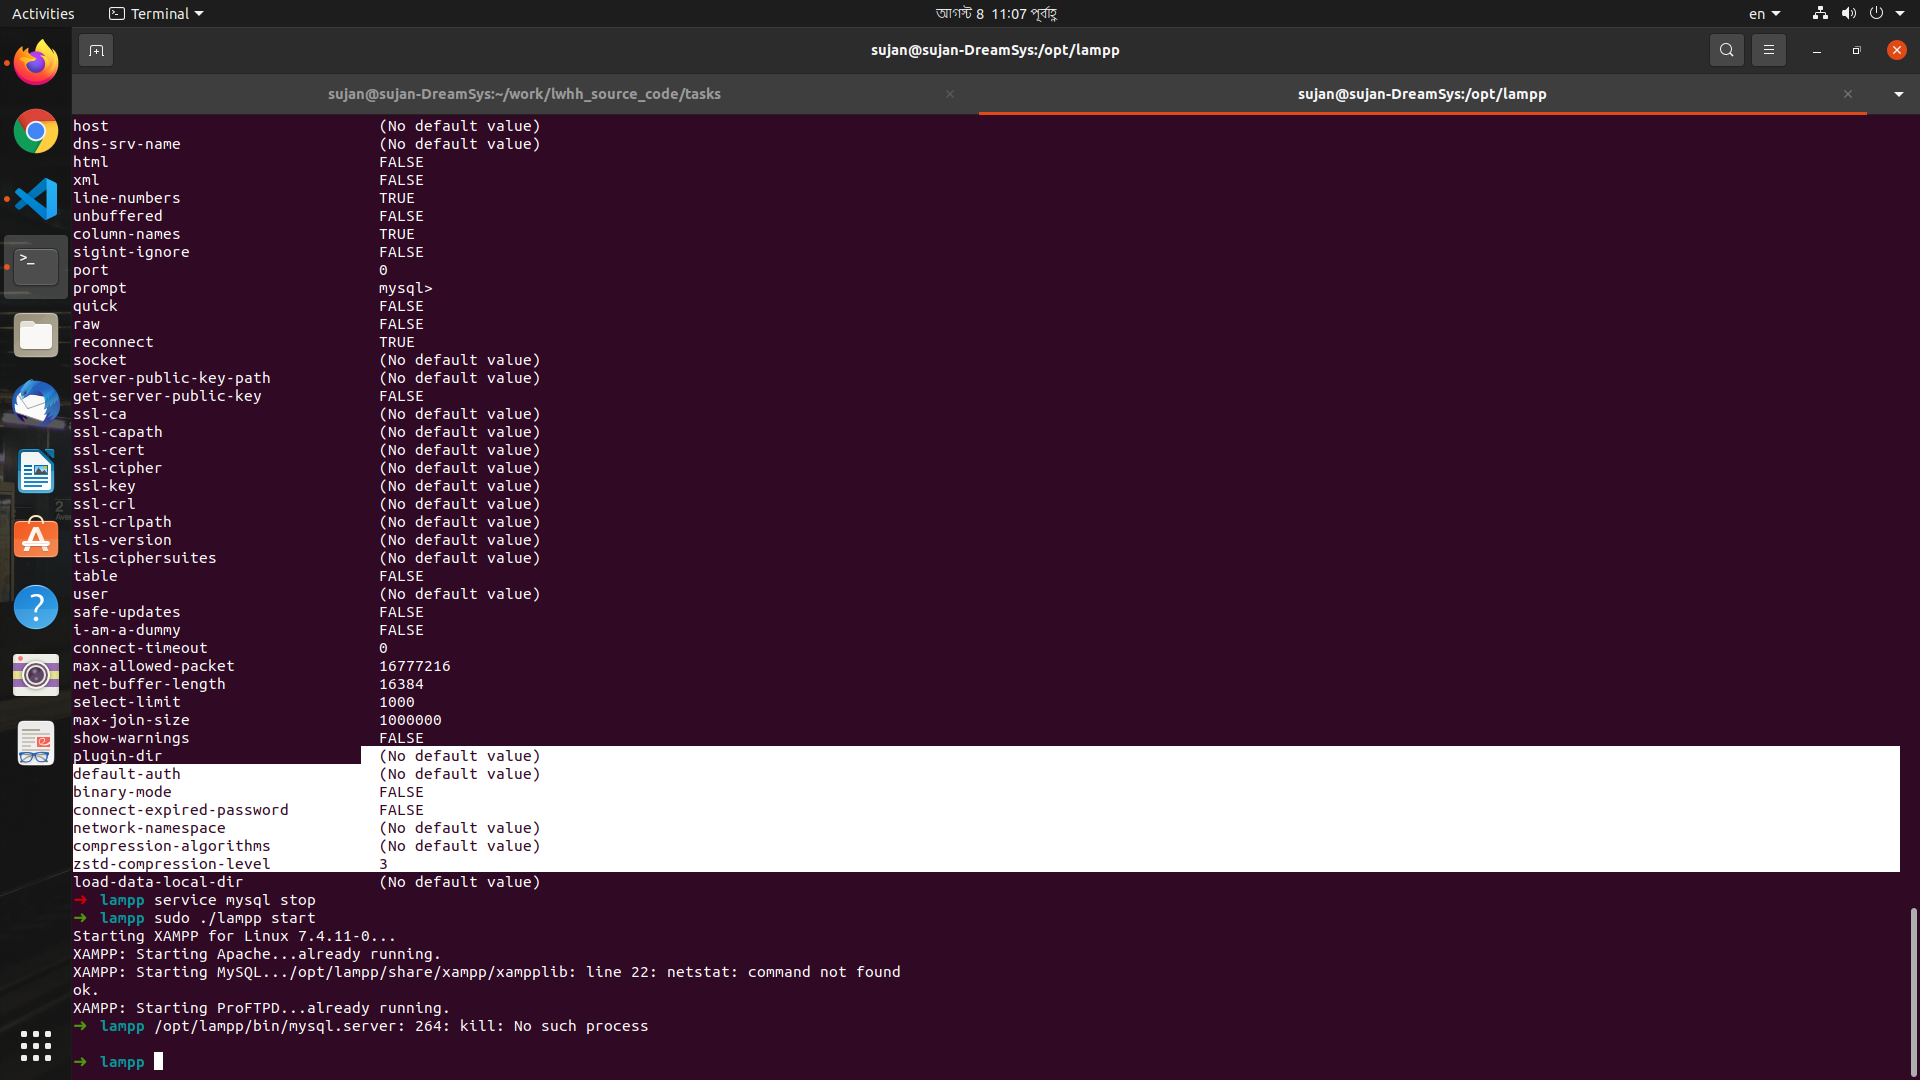 Activities Terminal আগস্ট 8 11:07 পূর্বাহ্ণ en
sujan@sujan-DreamSys:/opt/lampp
sujan@sujan-DreamSys:~/work/lwhh_source_code/tasks sujan@sujan-DreamSys:/opt/lampp
host (No default value)
dns-srv-name (No default value)
html FALSE
xml FALSE
line-numbers TRUE
unbuffered FALSE
column-names TRUE
sigint-ignore FALSE
port 0
prompt mysql>
quick FALSE
raw FALSE
reconnect TRUE
socket (No default value)
server-public-key-path (No default value)
get-server-public-key FALSE
ssl-ca (No default value)
ssl-capath (No default value)
ssl-cert (No default value)
ssl-cipher (No default value)
ssl-key (No default value)
ssl-crl (No default value)
ssl-crlpath (No default value)
tls-version (No default value)
tls-ciphersuites (No default value)
table FALSE
user (No default value)
safe-updates FALSE
i-am-a-dummy FALSE
connect-timeout 0
max-allowed-packet 16777216
net-buffer-length 16384
select-limit 1000
max-join-size 1000000
show-warnings FALSE
plugin-dir (No default value)
default-auth (No default value)
binary-mode FALSE
connect-expired-password FALSE
network-namespace (No default value)
compression-algorithms (No default value)
zstd-compression-level 3
load-data-local-dir (No default value)
➜ lampp service mysql stop
➜ lampp sudo ./lampp start
Starting XAMPP for Linux 7.4.11-0...
XAMPP: Starting Apache...already running.
XAMPP: Starting MySQL.../opt/lampp/share/xampp/xampplib: line 22: netstat: command not found
ok.
XAMPP: Starting ProFTPD...already running.
➜ lampp /opt/lampp/bin/mysql.server: 264: kill: No such process
➜ lampp